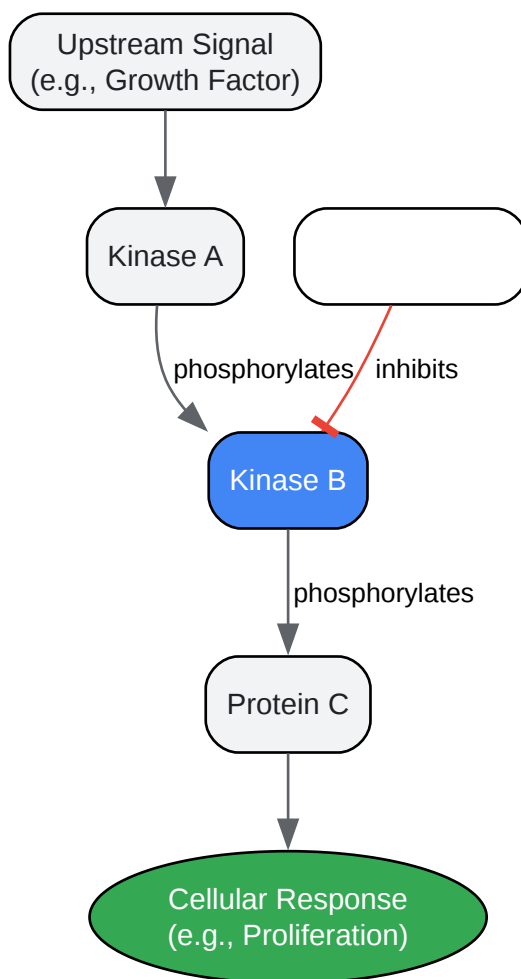 Upstream Signal
(e.g., Growth Factor)
Kinase A
phosphorylates
inhibits
Kinase B
phosphorylates
Protein C
Cellular Response
(e.g., Proliferation)